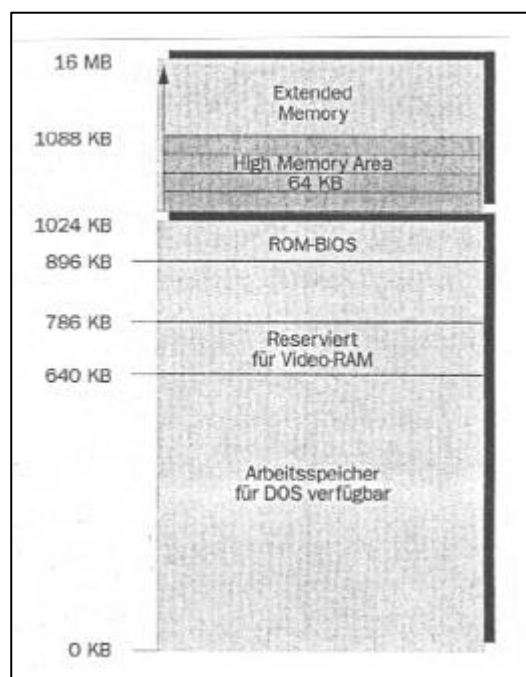 16 MB
Extended
Memory
1088 KB
High Memory Area
64 KB
1024 KB
ROM-BIOS
896 KB
786 KB
Reserviert
für Video-RAM
640 KB
Arbeitsspeicher
für DOS verfügbar
0 KB